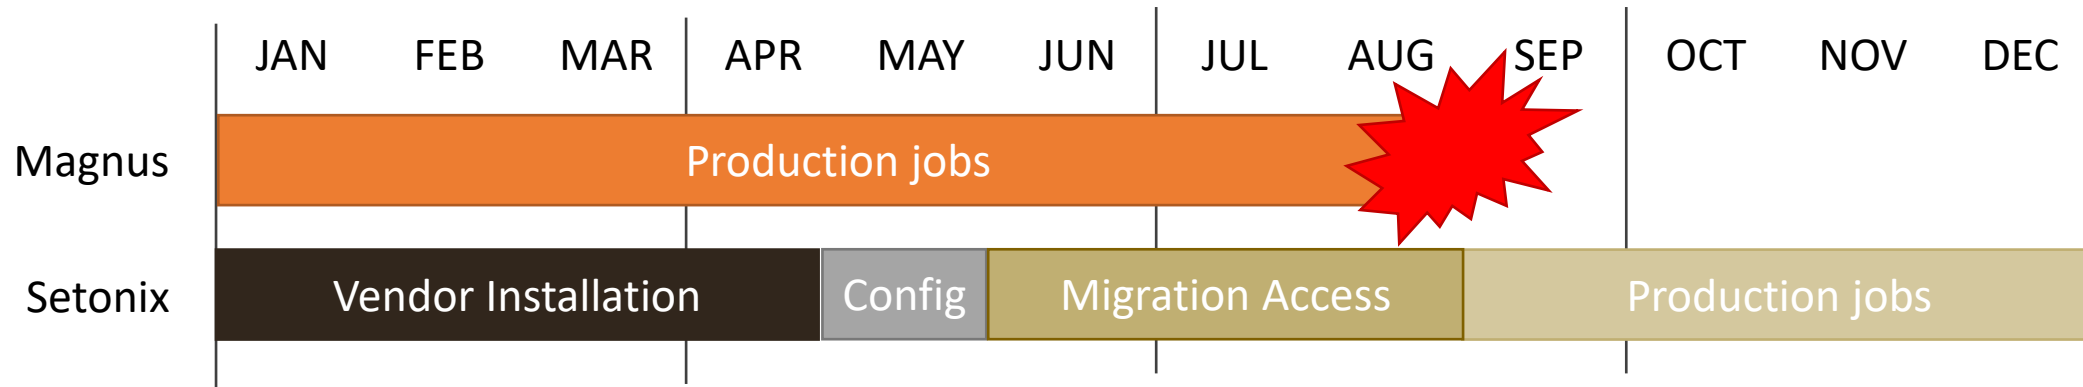 JAN FEB MAR APR MAY JUN JUL AUG SEP OCT NOV DEC
Magnus Production jobs
Setonix Vendor Installation Config Migration Access Production jobs